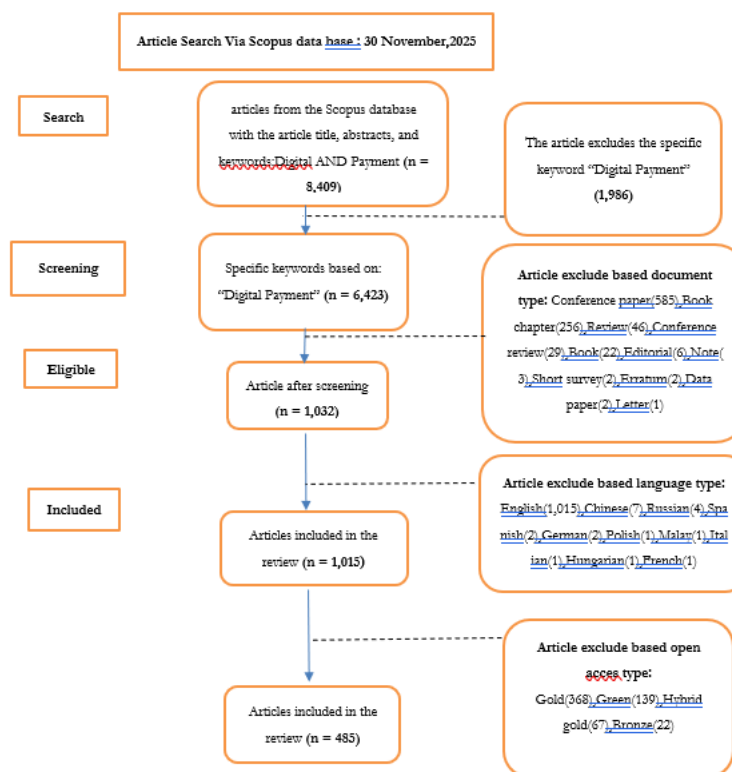 Article Search Via Scopus data base : 30 November,2025
Search
articles from the Scopus database
with the article title, abstracts, and
keywords:Digital AND Payment (n =
8,409)
The article excludes the specific
keyword “Digital Payment”
(1,986)
Screening
Specific keywords based on:
“Digital Payment” (n = 6,423)
Article exclude based document
type: Conference
paper(585),Book
chapter(256),Review(46),Conference
review(29),Book(22),Editorial(6),Note(
3),Short survey(2),Erratum(2),Data
paper(2),Letter(1)
Eligible
Article after screening
(n = 1,032)
Article exclude based language type:
English(1,015),Chinese(7),Russian(4),Spa
nish(2),German(2),Polish(1),Malay(1),Ital
ian(1),Hungarian(1),French(1)
Included
Articles included in the
review (n = 1,015)
Article exclude based open
acces type:
Gold(368),Green(139),Hybrid
gold(67),Bronze(22)
Articles included in the
review (n = 485)